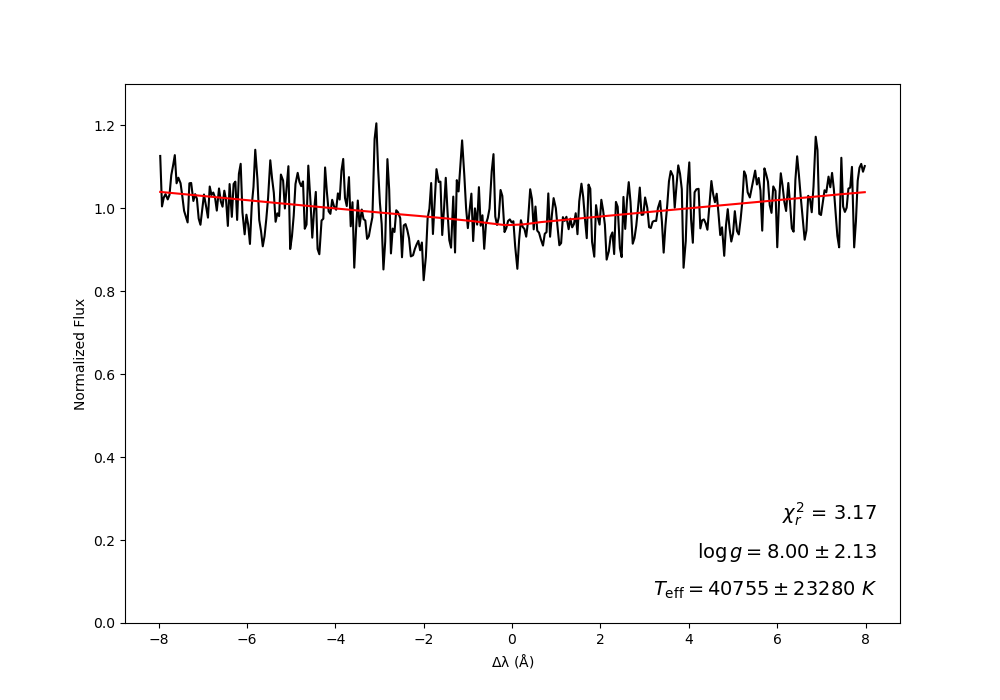 1.2
1.0
0.8
0.6
0.4
0.2
0.0
Normalized Flux
χ²ᵣ = 3.17
log g = 8.00 ± 2.13
T_eff = 40755 ± 23280 K
−8 −6 −4 −2 0 2 4 6 8
Δλ (Å)